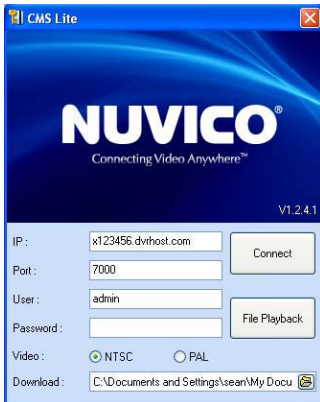 CMS Lite
NUVICO®
Connecting Video Anywhere™
V1.2.4.1
IP : x123456.dvrhost.com
Connect
Port : 7000
User : admin
File Playback
Password :
Video : NTSC PAL
Download : C:\Documents and Settings\sean\My Docu